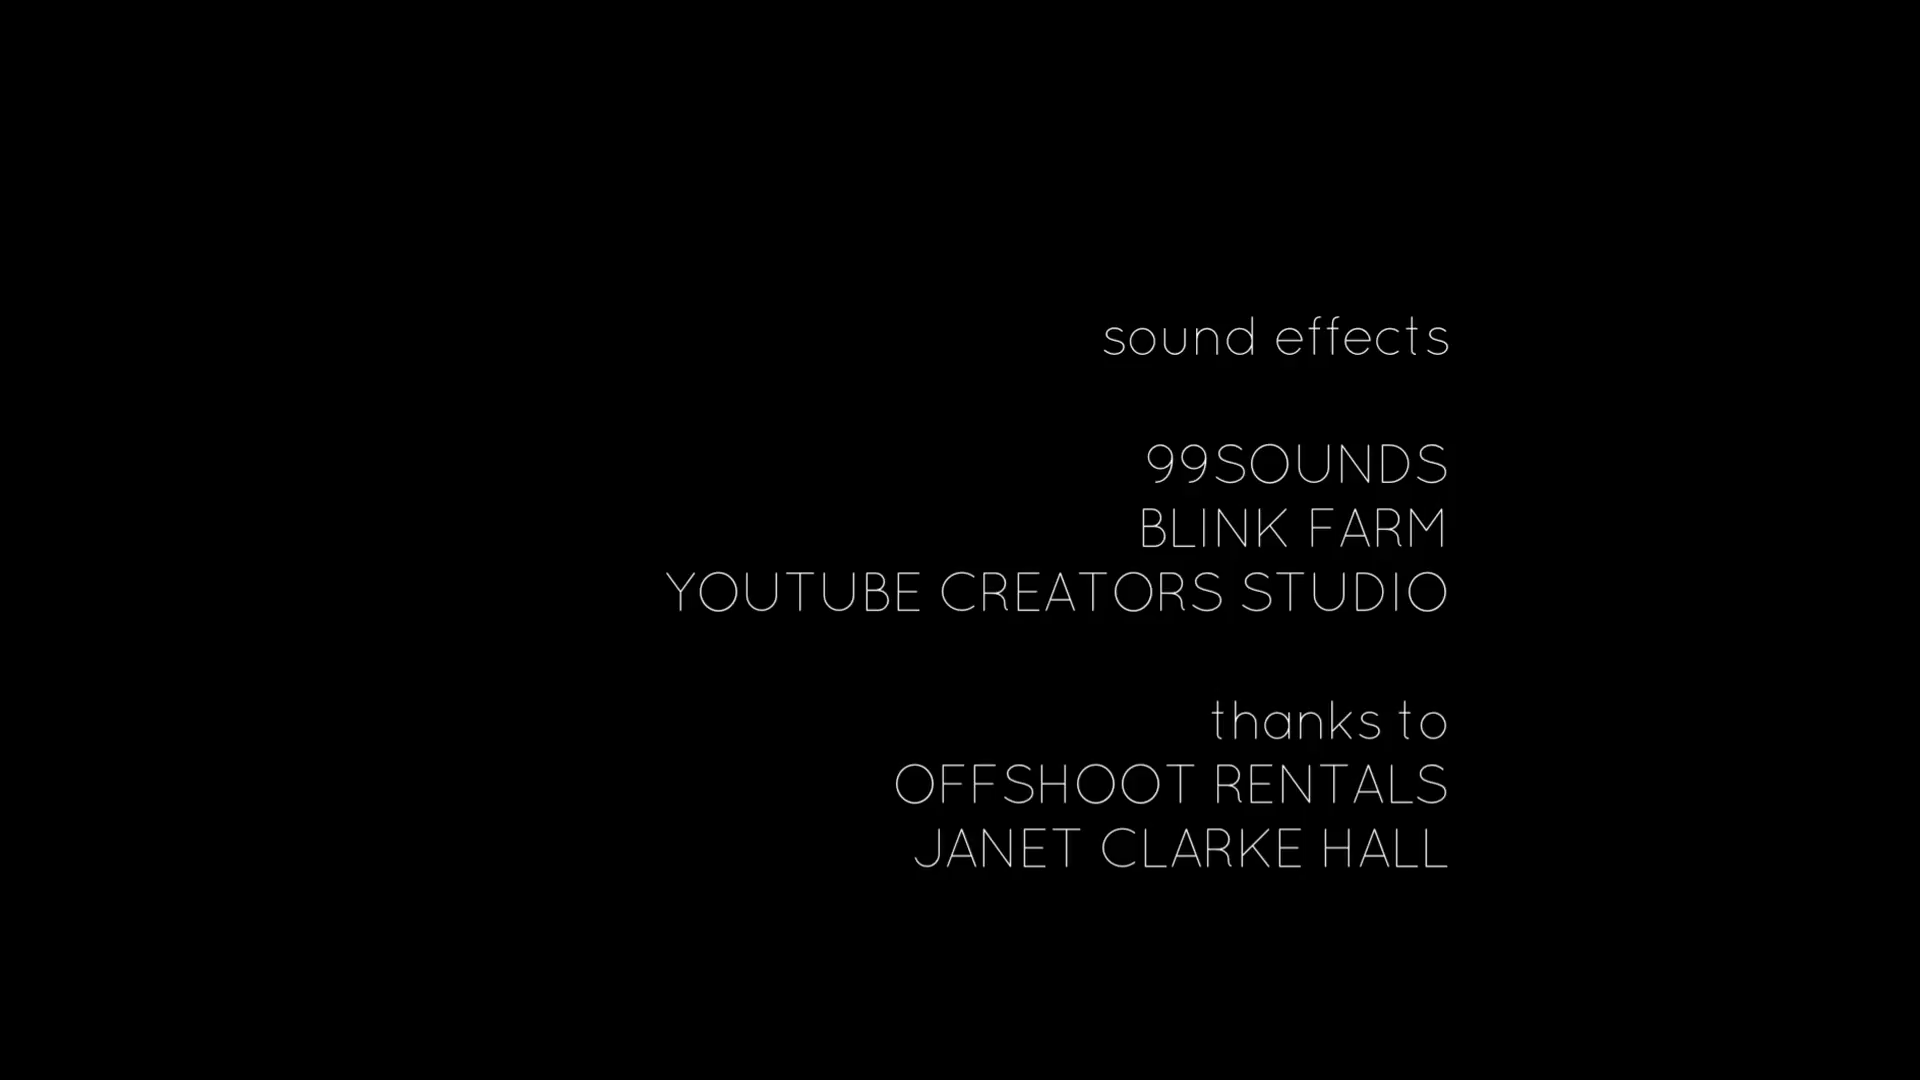 sound effects
99SOUNDS
BLINK FARM
YOUTUBE CREATORS STUDIO
thanks to
OFFSHOOT RENTALS
JANET CLARKE HALL